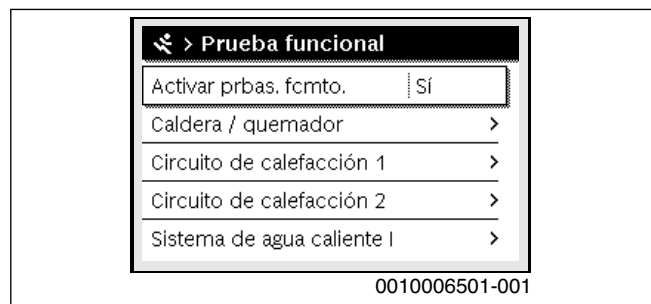 > Prueba funcional
Activar prbas. fcmto. Sí
Caldera / quemador >
Circuito de calefacción 1 >
Circuito de calefacción 2 >
Sistema de agua caliente I >
0010006501-001